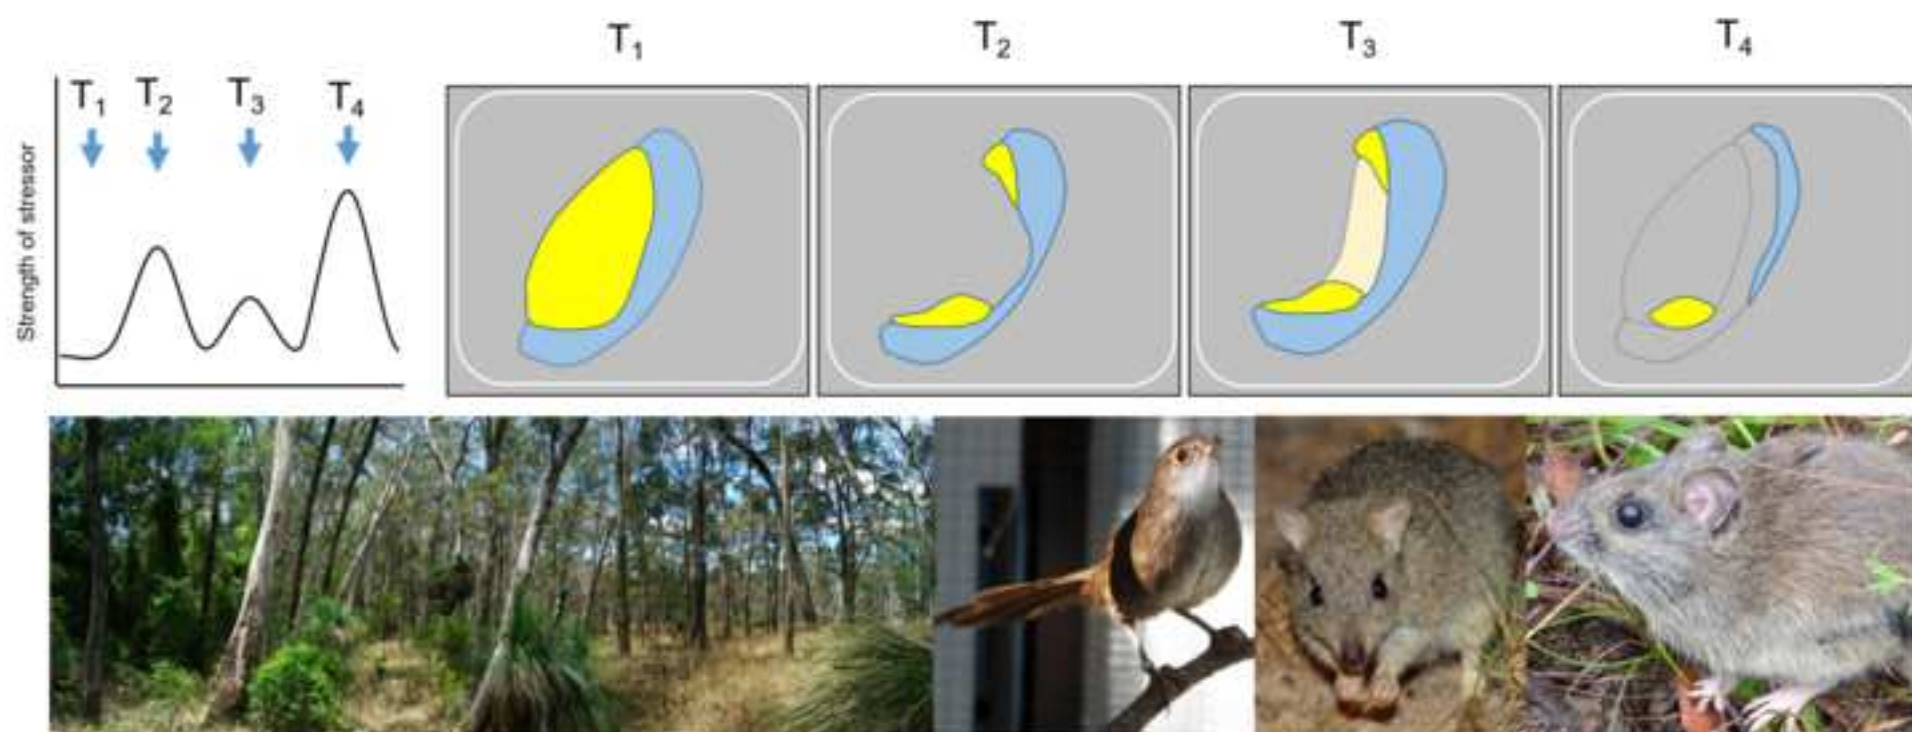 T₁ T₂ T₃ T₄
Strength of stressor
T₁
T₂
T₃
T₄